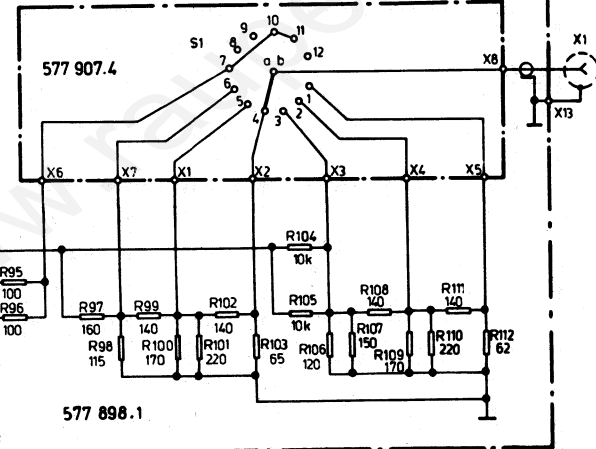 10
9
11
S1
8
12
577 907.4
7
a b
X8
X1
6
5
4
3
2
1
X13
X6
X7
X1
X2
X3
X4
X5
R104
10k
R95
100
R96
100
R97
160
R99
140
R102
140
R105
10k
R108
140
R111
140
R98
115
R100
170
R101
220
R103
65
R106
120
R107
150
R109
170
R110
220
R112
62
577 898.1